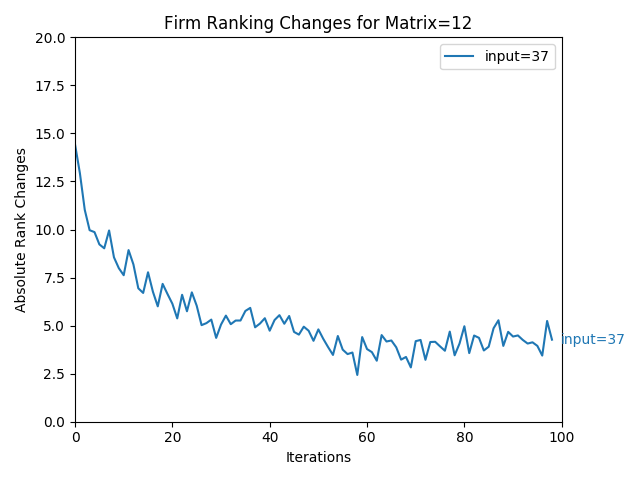 Firm Ranking Changes for Matrix=12
input=37
Absolute Rank Changes
20.0
17.5
15.0
12.5
10.0
7.5
5.0
2.5
0.0
input=37
0 20 40 60 80 100
Iterations